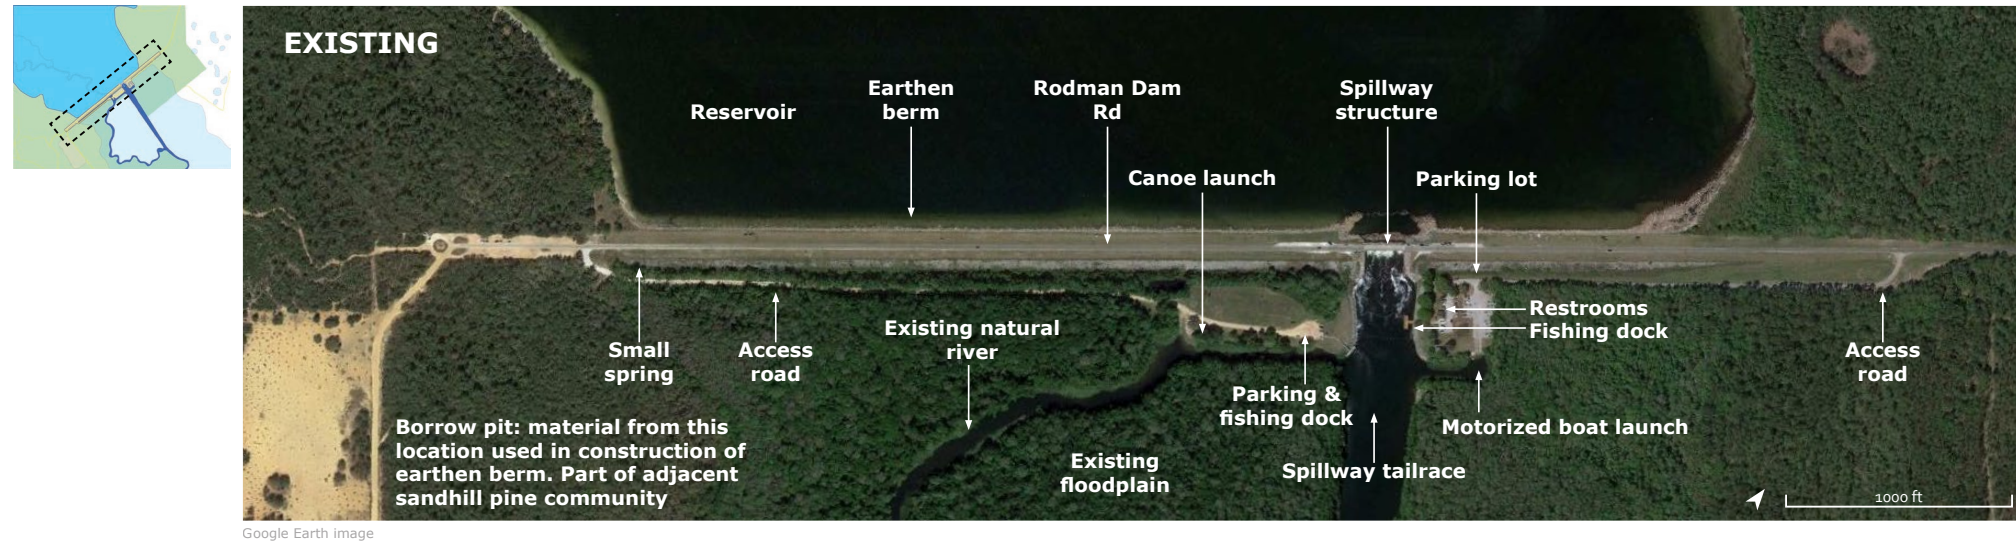 EXISTING
Reservoir
Earthen
berm
Rodman Dam
Rd
Spillway
structure
Canoe launch
Parking lot
Restrooms
Fishing dock
Existing natural
river
Small
spring
Access
road
Access
road
Parking &
fishing dock
Motorized boat launch
Borrow pit: material from this
location used in construction of
earthen berm. Part of adjacent
sandhill pine community
Existing
floodplain
Spillway tailrace
1000 ft
Google Earth image